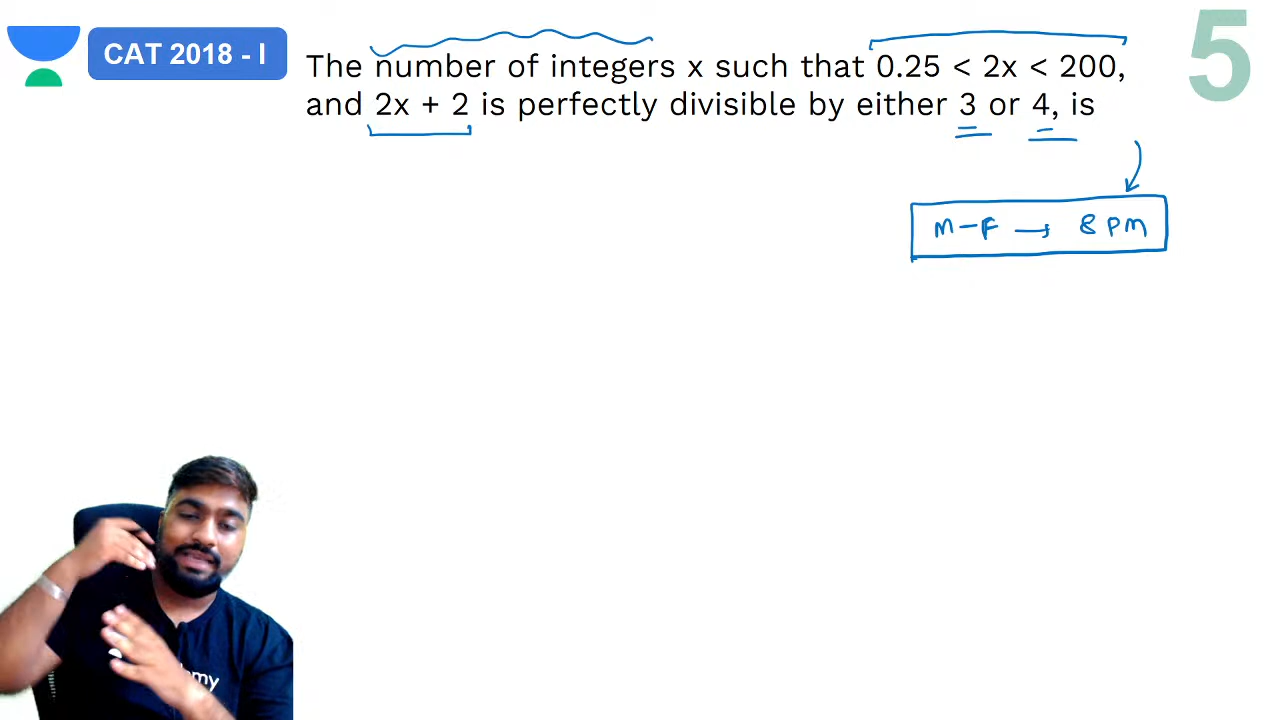 CAT 2018 - I
The number of integers x such that 0.25 < 2x < 200,
and 2x + 2 is perfectly divisible by either 3 or 4, is
5
M-F → 8 PM